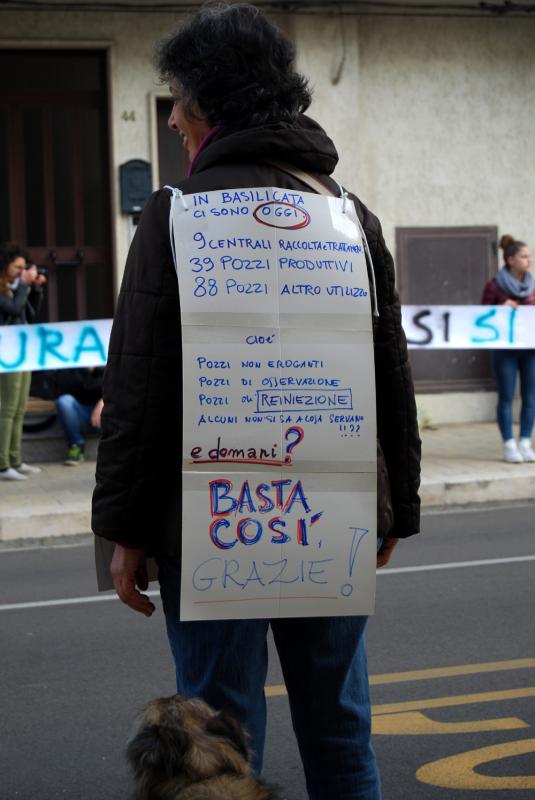 44
IN BASILICATA
CI SONO OGGI
9 CENTRALI RACCOLTA e TRATTAMEN.
39 POZZI PRODUTTIVI
88 POZZI ALTRO UTILIZZO
CIOÈ
POZZI NON EROGANTI
POZZI DI OSSERVAZIONE
POZZI di REINIEZIONE
ALCUNI NON SI SA A COSA SERVANO
!!??
e domani?
BASTA
COSI'
GRAZIE!
URA
SI SI